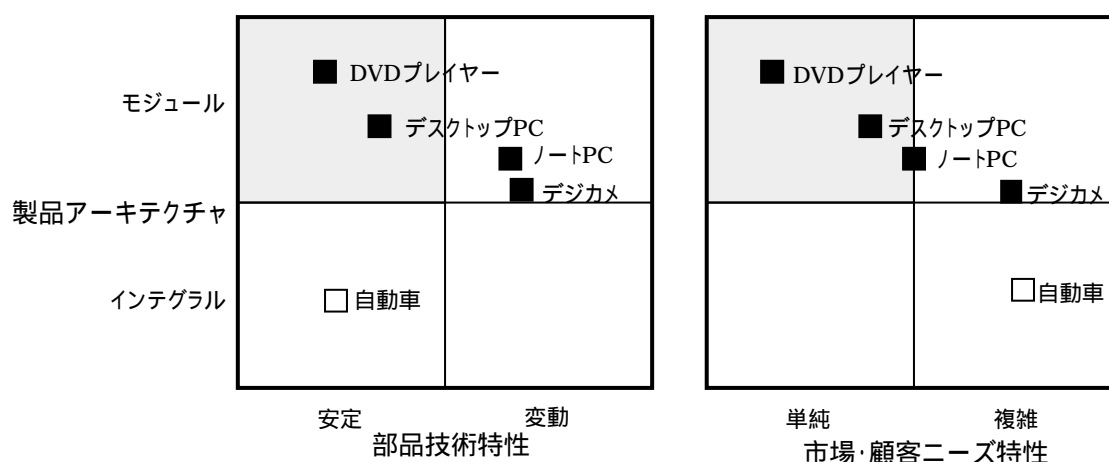 DVDプレイヤー
デスクトップPC
ノートPC
デジカメ
自動車
モジュール
製品アーキテクチャ
インテグラル
安定
変動
部品技術特性
DVDプレイヤー
デスクトップPC
ノートPC
デジカメ
自動車
単純
複雑
市場・顧客ニーズ特性